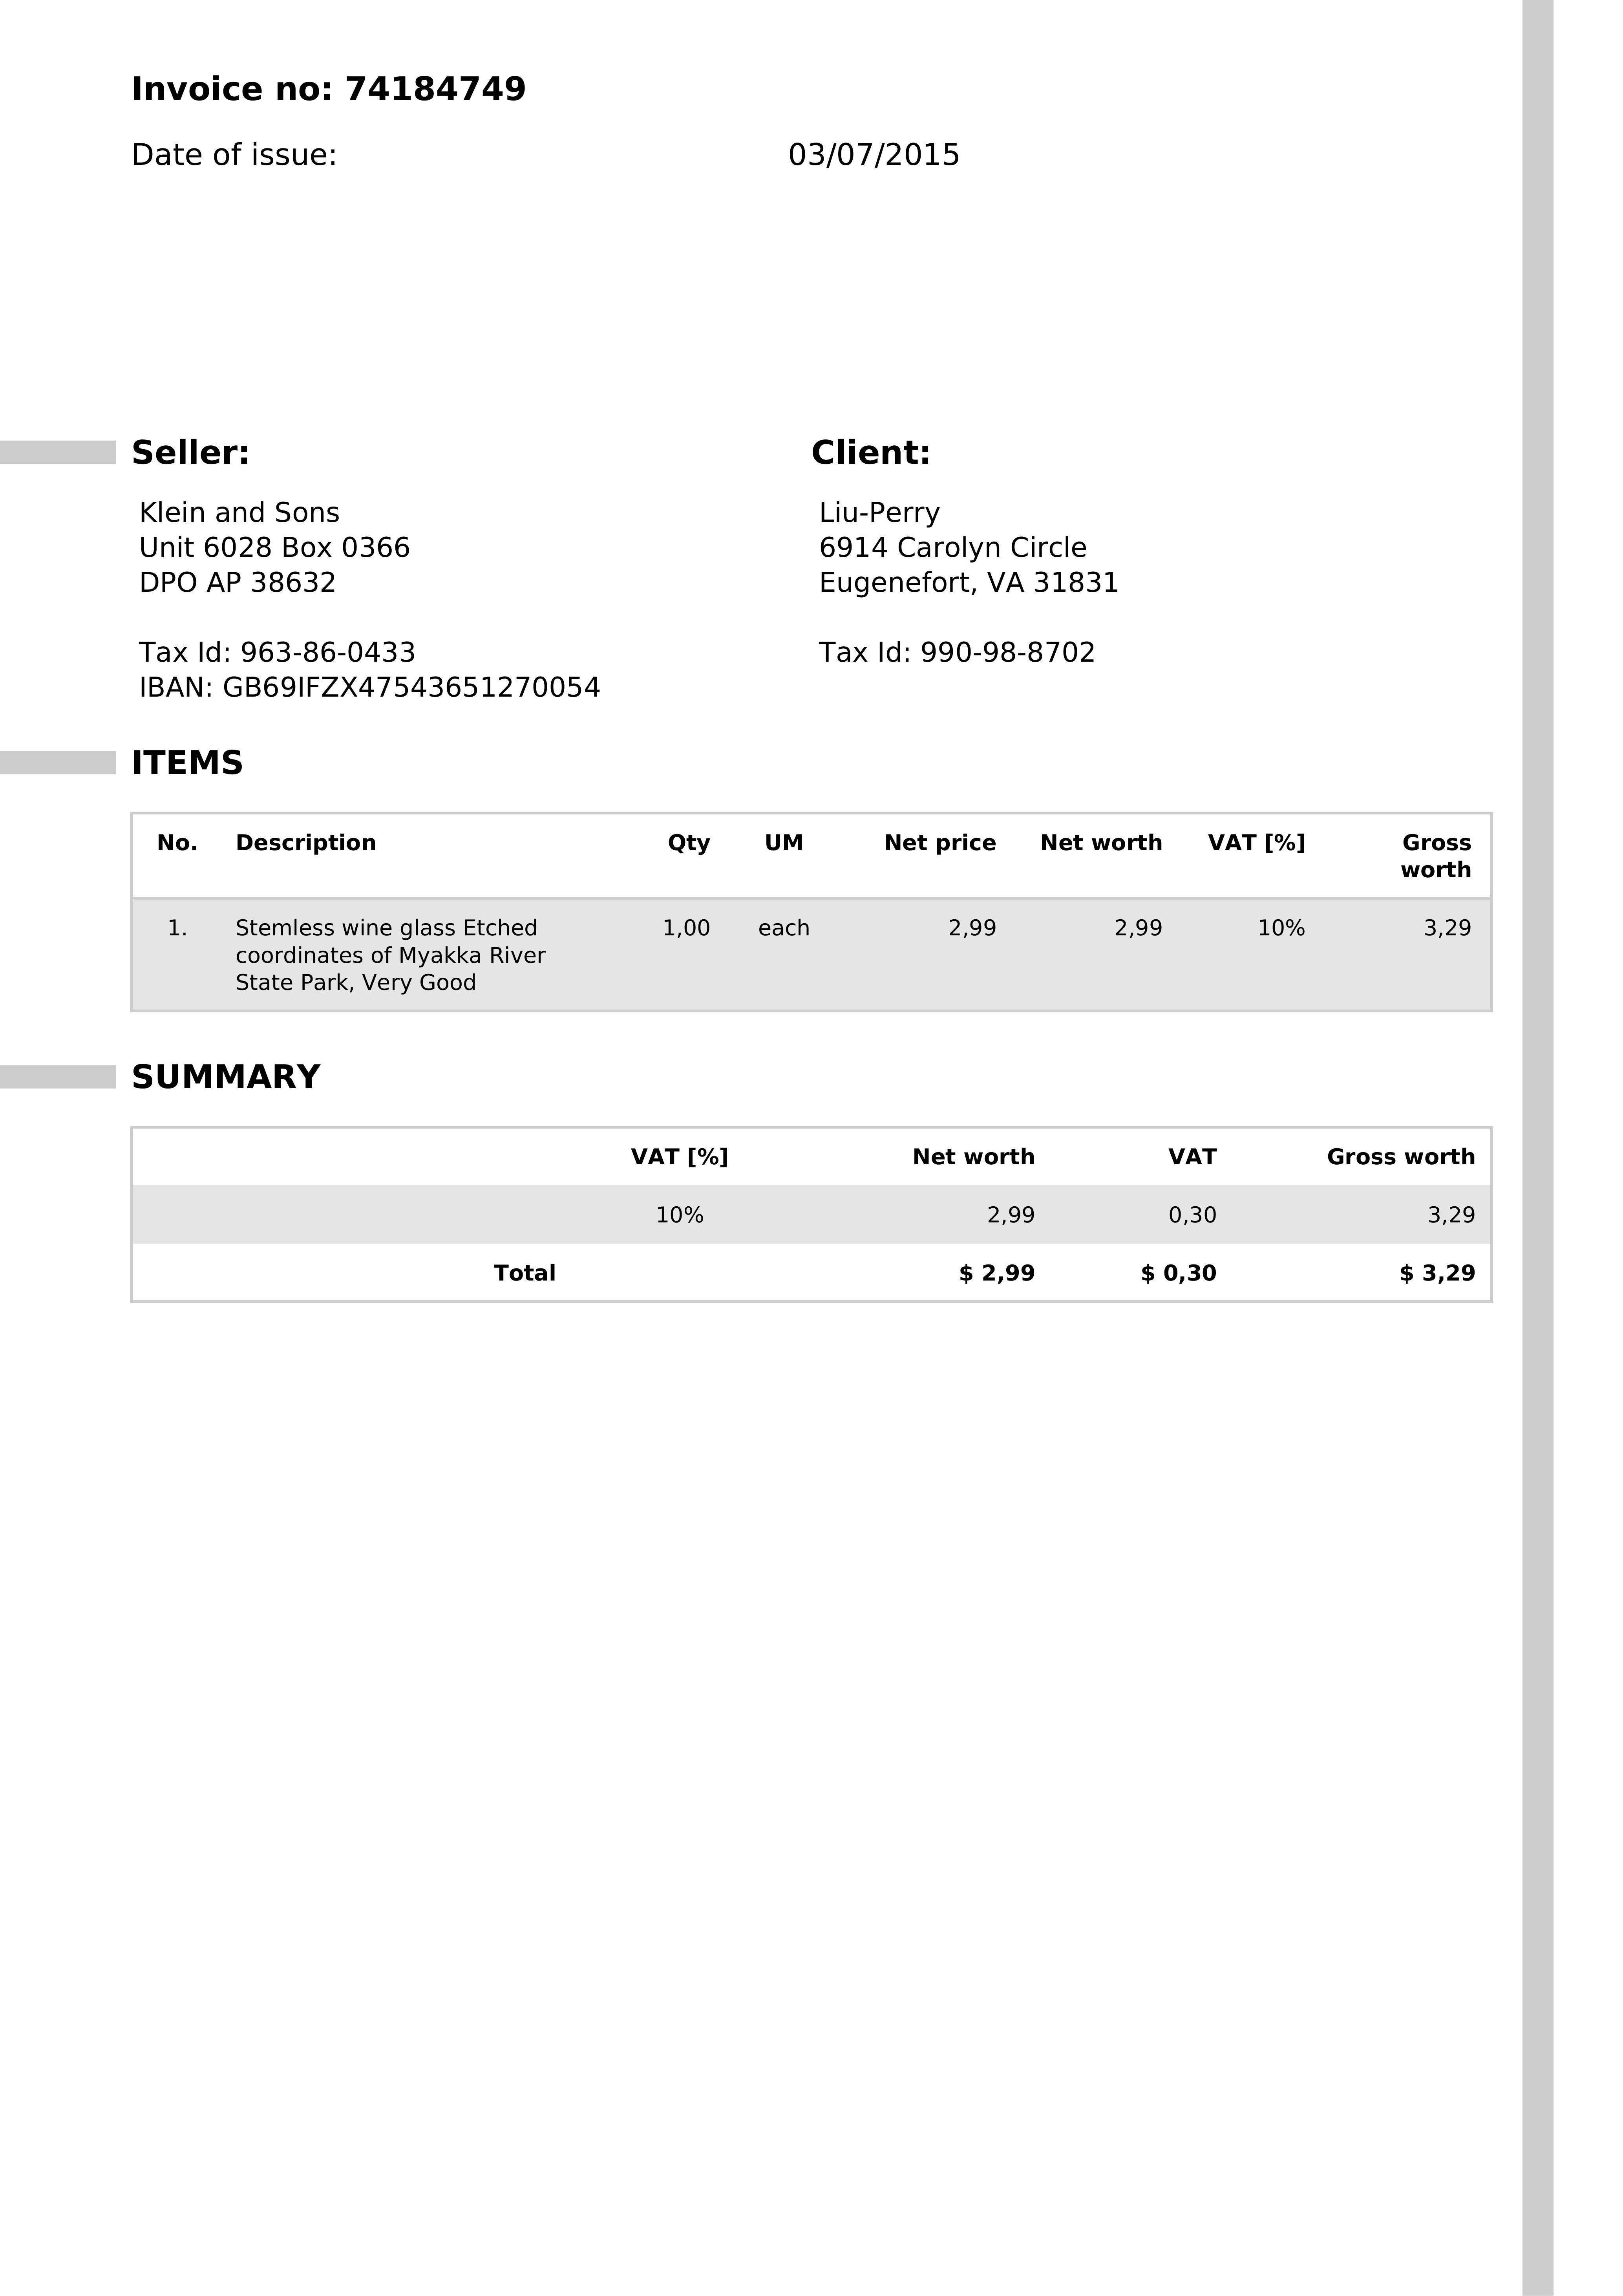 Invoice no: 74184749
Date of issue: 03/07/2015
Seller:
Klein and Sons
Unit 6028 Box 0366
DPO AP 38632
Tax Id: 963-86-0433
IBAN: GB69IFZX47543651270054
Client:
Liu-Perry
6914 Carolyn Circle
Eugenefort, VA 31831
Tax Id: 990-98-8702
ITEMS
No. Description Qty UM Net price Net worth VAT [%] Gross
worth
1. Stemless wine glass Etched 1,00 each 2,99 2,99 10% 3,29
coordinates of Myakka River
State Park, Very Good
SUMMARY
VAT [%] Net worth VAT Gross worth
10% 2,99 0,30 3,29
Total $ 2,99 $ 0,30 $ 3,29